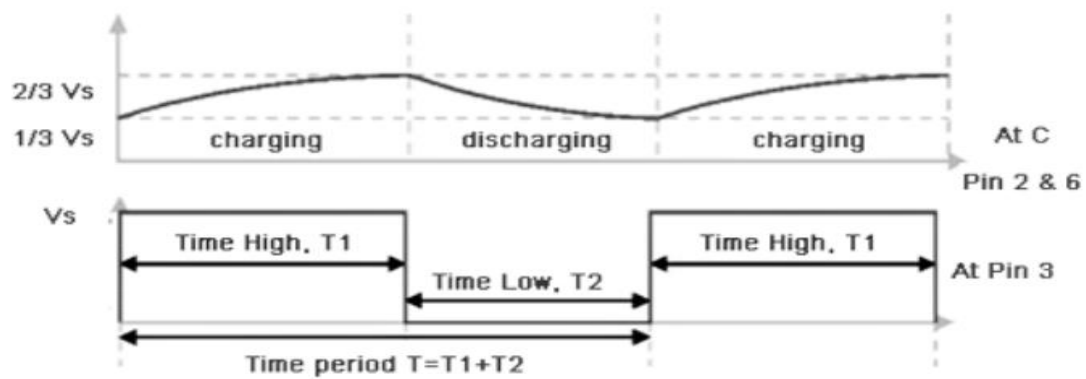 2/3 Vs
1/3 Vs
charging
discharging
charging
At C
Pin 2 & 6
Vs
Time High, T1
Time High, T1
Time Low, T2
At Pin 3
Time period T=T1+T2